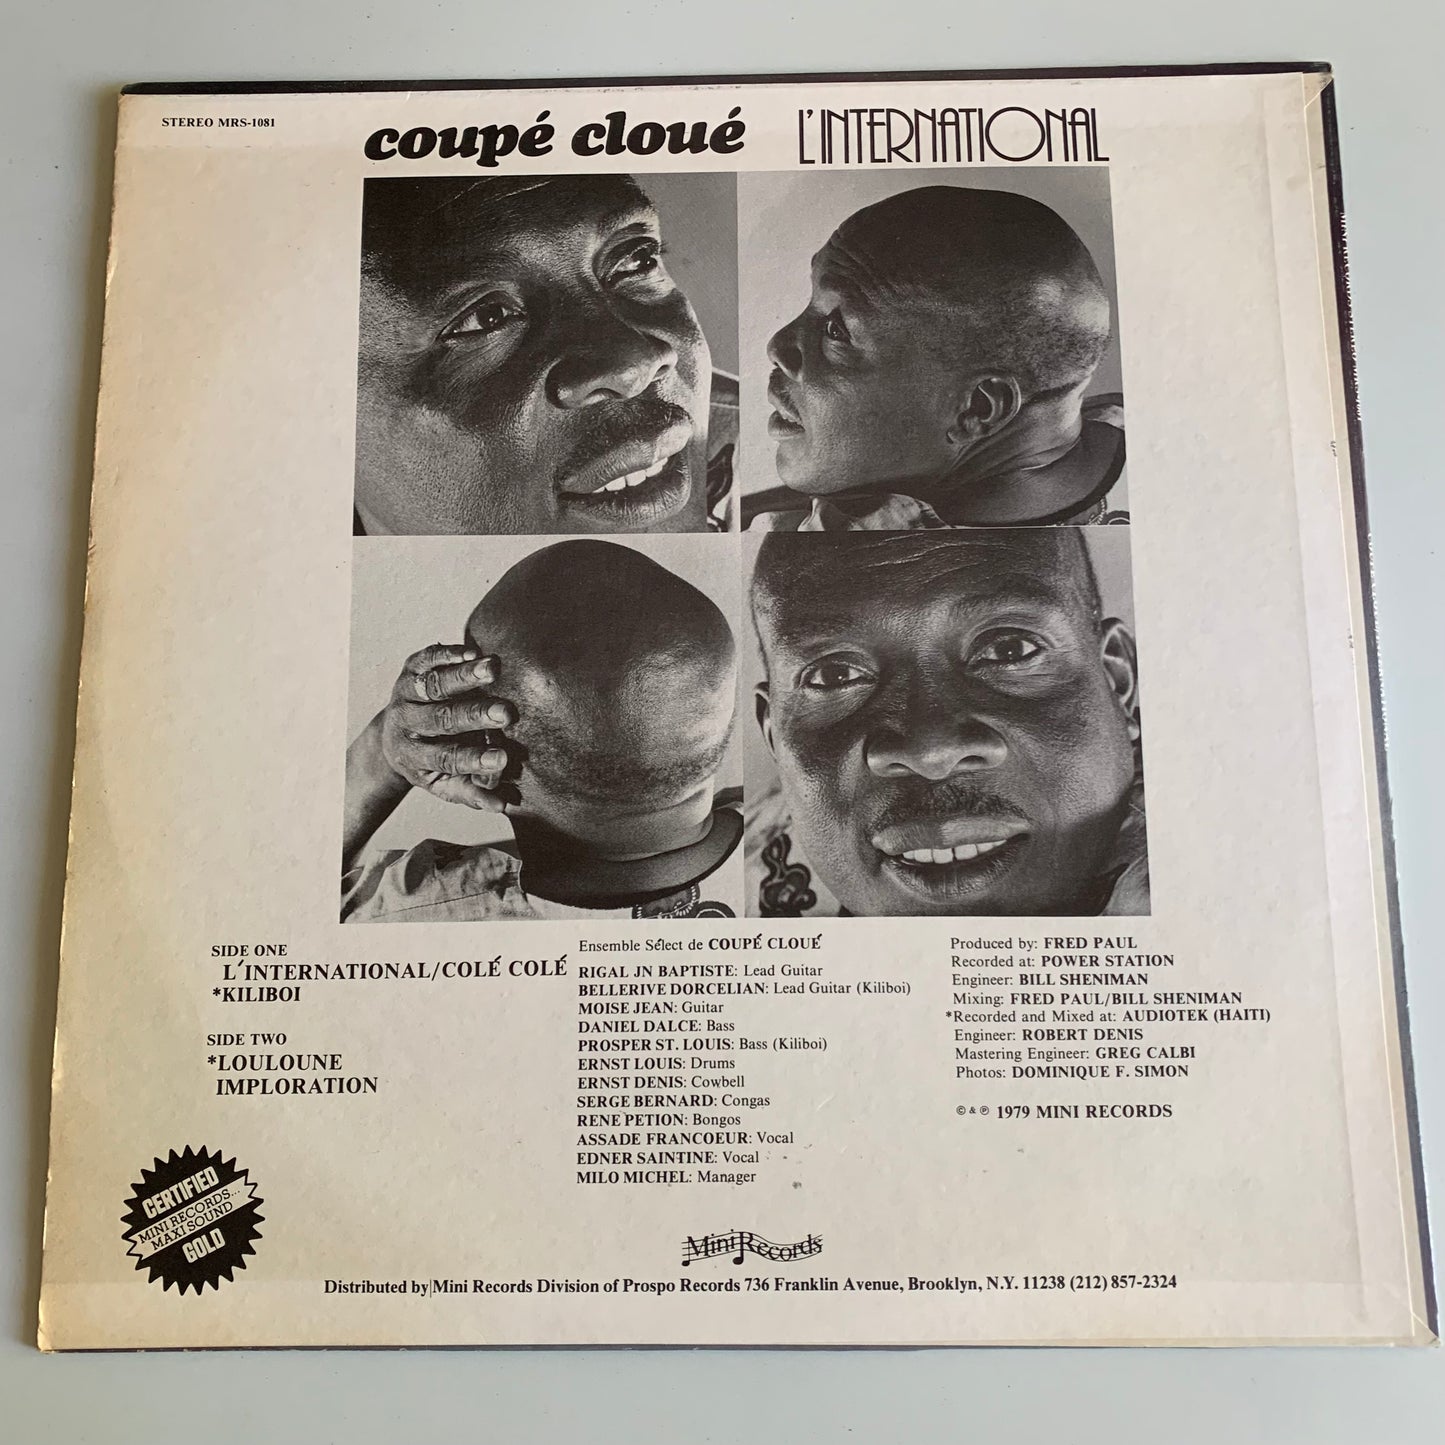 STEREO MRS-1081
coupé cloué
L'INTERNATIONAL
SIDE ONE
L'INTERNATIONAL/COLÉ COLÉ
*KILIBOI
SIDE TWO
*LOULOUNE
IMPLORATION
Ensemble Sélect de COUPÉ CLOUÉ
RIGAL JN BAPTISTE: Lead Guitar
BELLERIVE DORCELIAN: Lead Guitar (Kiliboi)
MOISE JEAN: Guitar
DANIEL DALCE: Bass
PROSPER ST. LOUIS: Bass (Kiliboi)
ERNST LOUIS: Drums
ERNST DENIS: Cowbell
SERGE BERNARD: Congas
RENE PETION: Bongos
ASSADE FRANCOEUR: Vocal
EDNER SAINTINE: Vocal
MILO MICHEL: Manager
Produced by: FRED PAUL
Recorded at: POWER STATION
Engineer: BILL SHENIMAN
Mixing: FRED PAUL/BILL SHENIMAN
*Recorded and Mixed at: AUDIOTEK (HAITI)
Engineer: ROBERT DENIS
Mastering Engineer: GREG CALBI
Photos: DOMINIQUE F. SIMON
© & ℗ 1979 MINI RECORDS
CERTIFIED
MINI RECORDS...
MAXI SOUND
GOLD
Mini Records
Distributed by Mini Records Division of Prospo Records 736 Franklin Avenue, Brooklyn, N.Y. 11238 (212) 857-2324